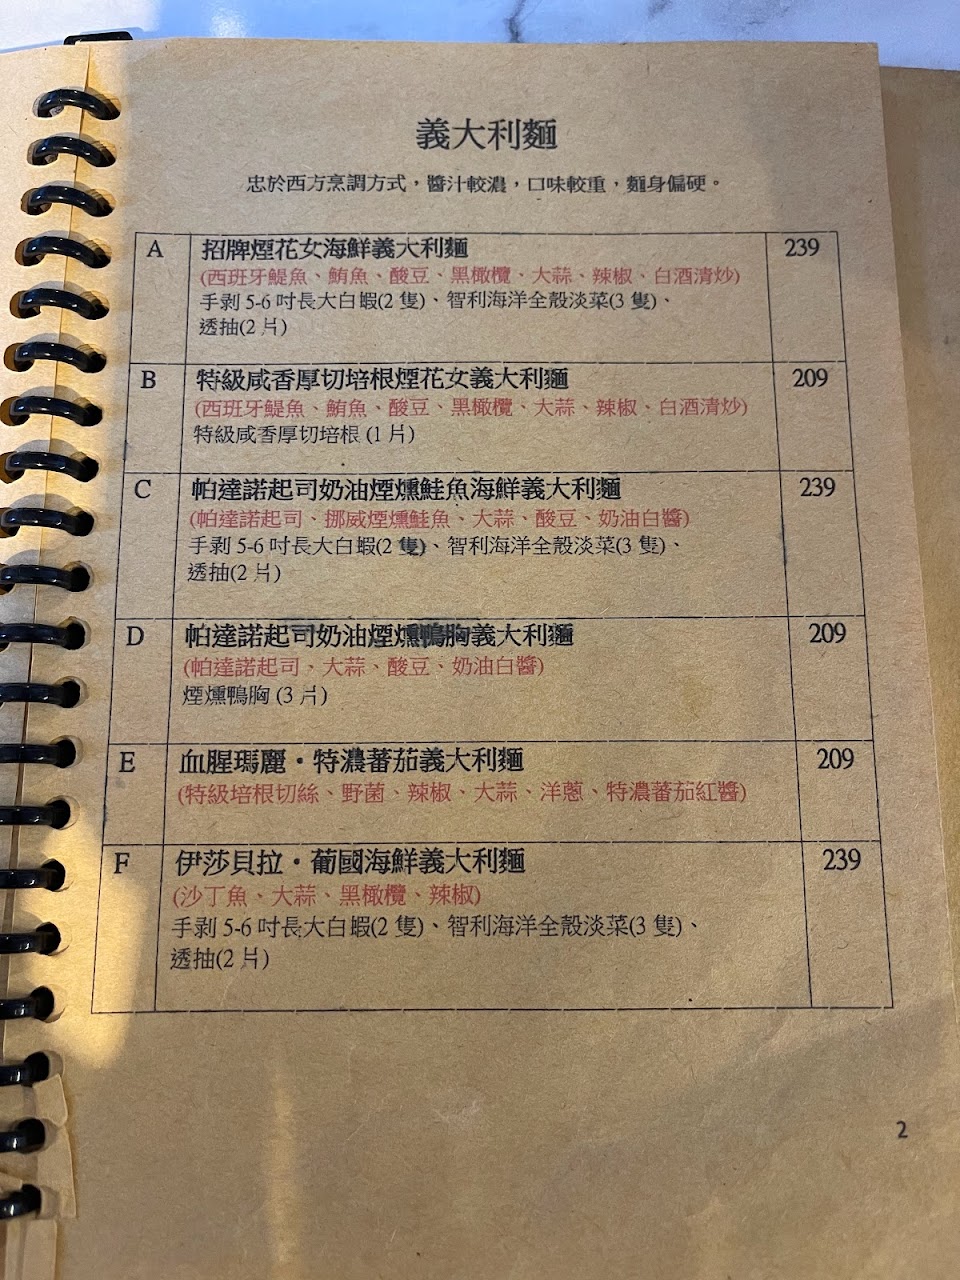 義大利麵
忠於西方烹調方式，醬汁較濃，口味較重，麵身偏硬。
A 招牌煙花女海鮮義大利麵 239
(西班牙鯷魚、鮪魚、酸豆、黑橄欖、大蒜、辣椒、白酒清炒)
手剥 5-6 吋長大白蝦(2 隻)、智利海洋全殼淡菜(3 隻)、
透抽(2 片)
B 特級咸香厚切培根煙花女義大利麵 209
(西班牙鯷魚、鮪魚、酸豆、黑橄欖、大蒜、辣椒、白酒清炒)
特級咸香厚切培根 (1 片)
C 帕達諾起司奶油煙燻鮭魚海鮮義大利麵 239
(帕達諾起司、挪威煙燻鮭魚、大蒜、酸豆、奶油白醬)
手剥 5-6 吋長大白蝦(2 隻)、智利海洋全殼淡菜(3 隻)、
透抽(2 片)
D 帕達諾起司奶油煙燻鴨胸義大利麵 209
(帕達諾起司、大蒜、酸豆、奶油白醬)
煙燻鴨胸 (3 片)
E 血腥瑪麗・特濃蕃茄義大利麵 209
(特級培根切絲、野菌、辣椒、大蒜、洋蔥、特濃蕃茄紅醬)
F 伊莎貝拉・葡國海鮮義大利麵 239
(沙丁魚、大蒜、黑橄欖、辣椒)
手剥 5-6 吋長大白蝦(2 隻)、智利海洋全殼淡菜(3 隻)、
透抽(2 片)
2